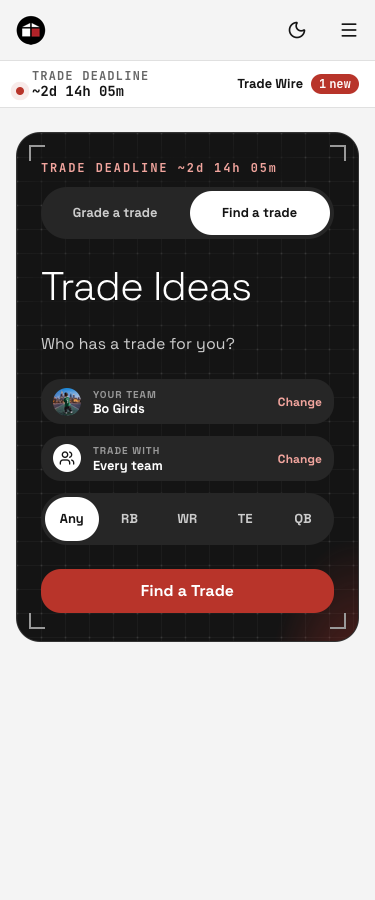 TRADE DEADLINE
~2d 14h 05m
Trade Wire
1 new
TRADE DEADLINE ~2d 14h 05m
Grade a trade
Find a trade
Trade Ideas
Who has a trade for you?
YOUR TEAM
Bo Girds
Change
TRADE WITH
Every team
Change
Any
RB
WR
TE
QB
Find a Trade